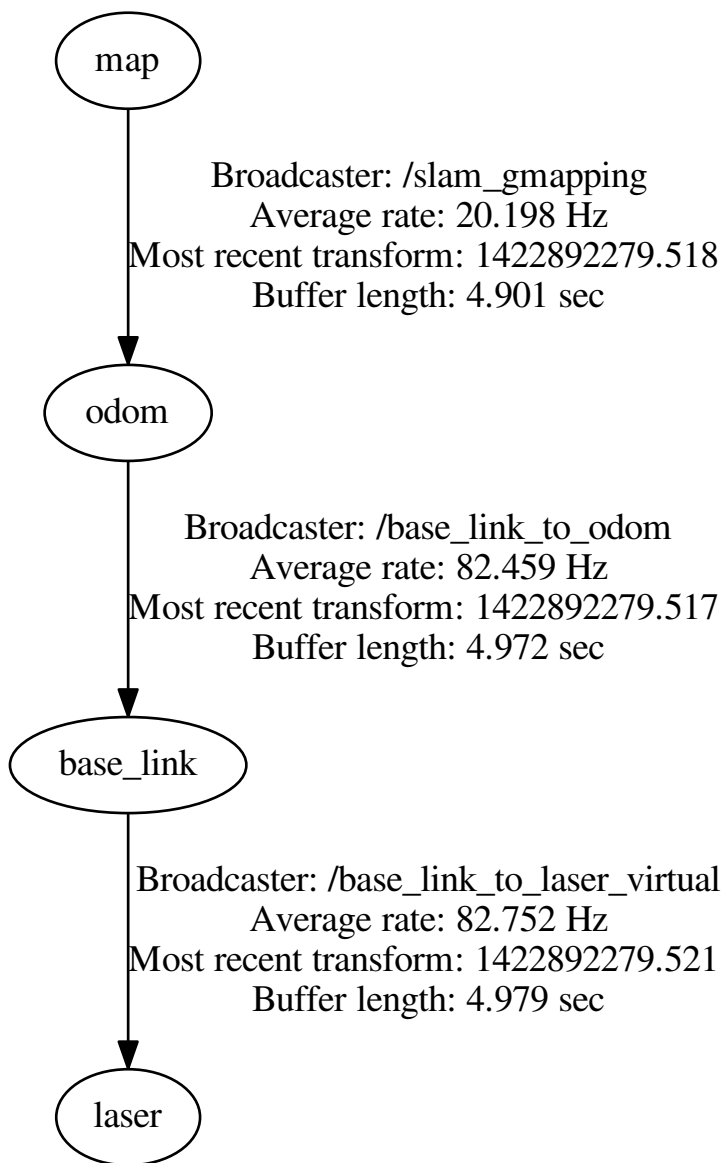 map
Broadcaster: /slam_gmapping
Average rate: 20.198 Hz
Most recent transform: 1422892279.518
Buffer length: 4.901 sec
odom
Broadcaster: /base_link_to_odom
Average rate: 82.459 Hz
Most recent transform: 1422892279.517
Buffer length: 4.972 sec
base_link
Broadcaster: /base_link_to_laser_virtual
Average rate: 82.752 Hz
Most recent transform: 1422892279.521
Buffer length: 4.979 sec
laser